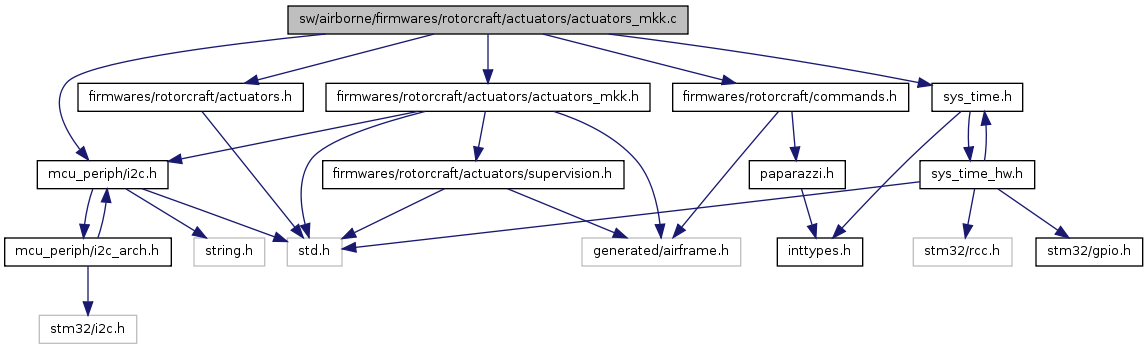 sw/airborne/firmwares/rotorcraft/actuators/actuators_mkk.c
firmwares/rotorcraft/actuators.h
firmwares/rotorcraft/actuators/actuators_mkk.h
firmwares/rotorcraft/commands.h
sys_time.h
mcu_periph/i2c.h
firmwares/rotorcraft/actuators/supervision.h
paparazzi.h
sys_time_hw.h
mcu_periph/i2c_arch.h
string.h
std.h
generated/airframe.h
inttypes.h
stm32/rcc.h
stm32/gpio.h
stm32/i2c.h